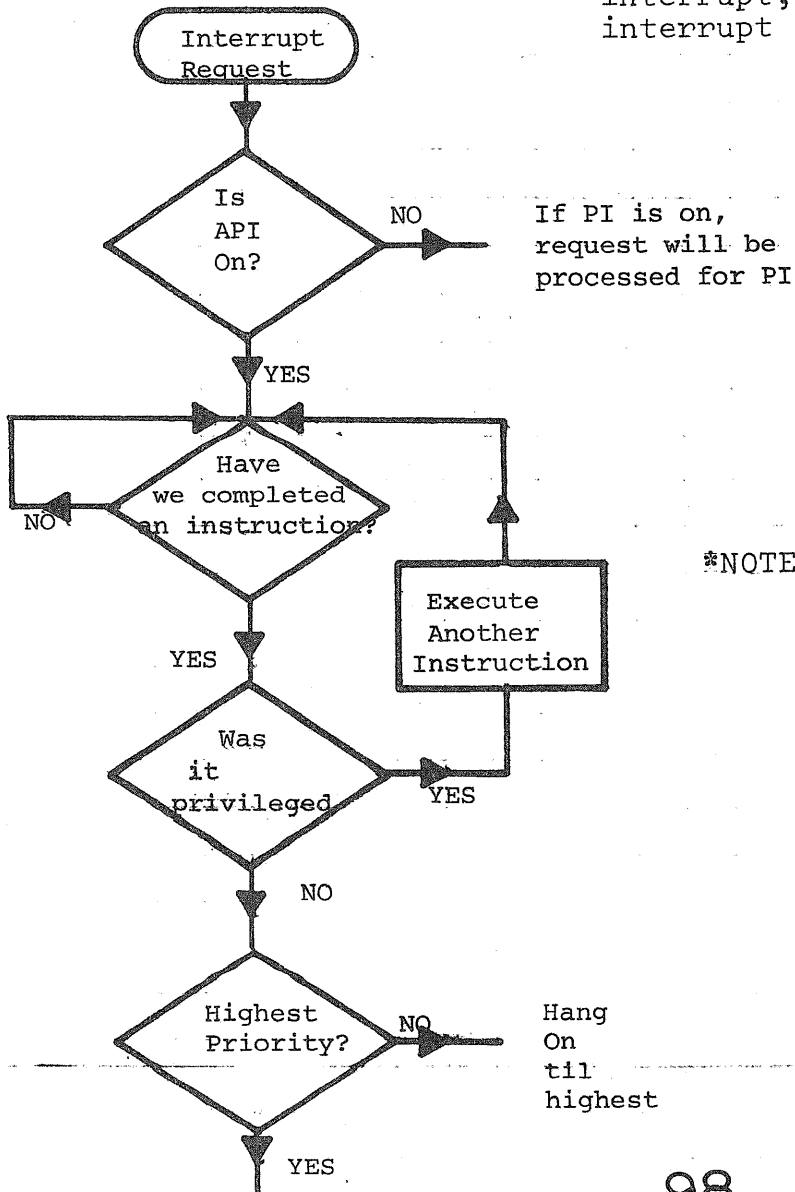 interrupt,
interrupt
Interrupt
Request
Is
API
On?
NO
If PI is on,
request will be
processed for PI
YES
Have
we completed
an instruction?
NO
*NOTE
Execute
Another
Instruction
YES
Was
it
privileged
YES
NO
Highest
Priority?
NO
Hang
On
til
highest
YES